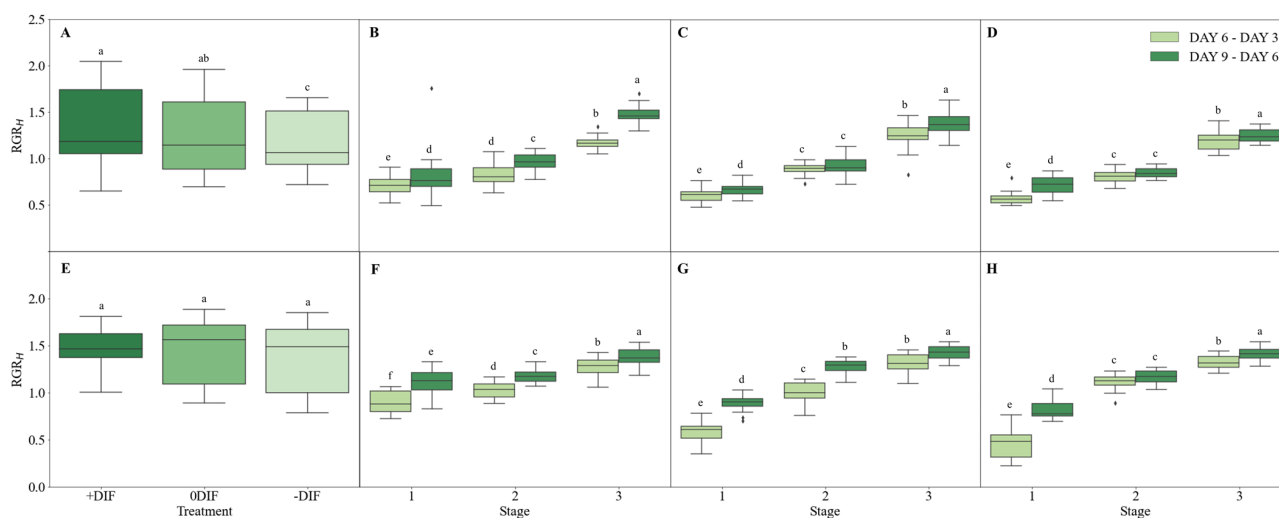 2.5
A
B
C
D
DAY 6 - DAY 3
DAY 9 - DAY 6
a
ab
c
2.0
1.5
1.0
0.5
RGR_H
e
d
d
c
b
a
e
d
c
c
b
a
e
d
c
c
b
a
E
F
G
H
a
a
a
2.0
1.5
1.0
0.5
0.0
RGR_H
f
e
d
c
b
a
e
d
c
b
b
a
e
d
c
c
b
a
+DIF 0DIF -DIF
1 2 3
1 2 3
1 2 3
Treatment
Stage
Stage
Stage